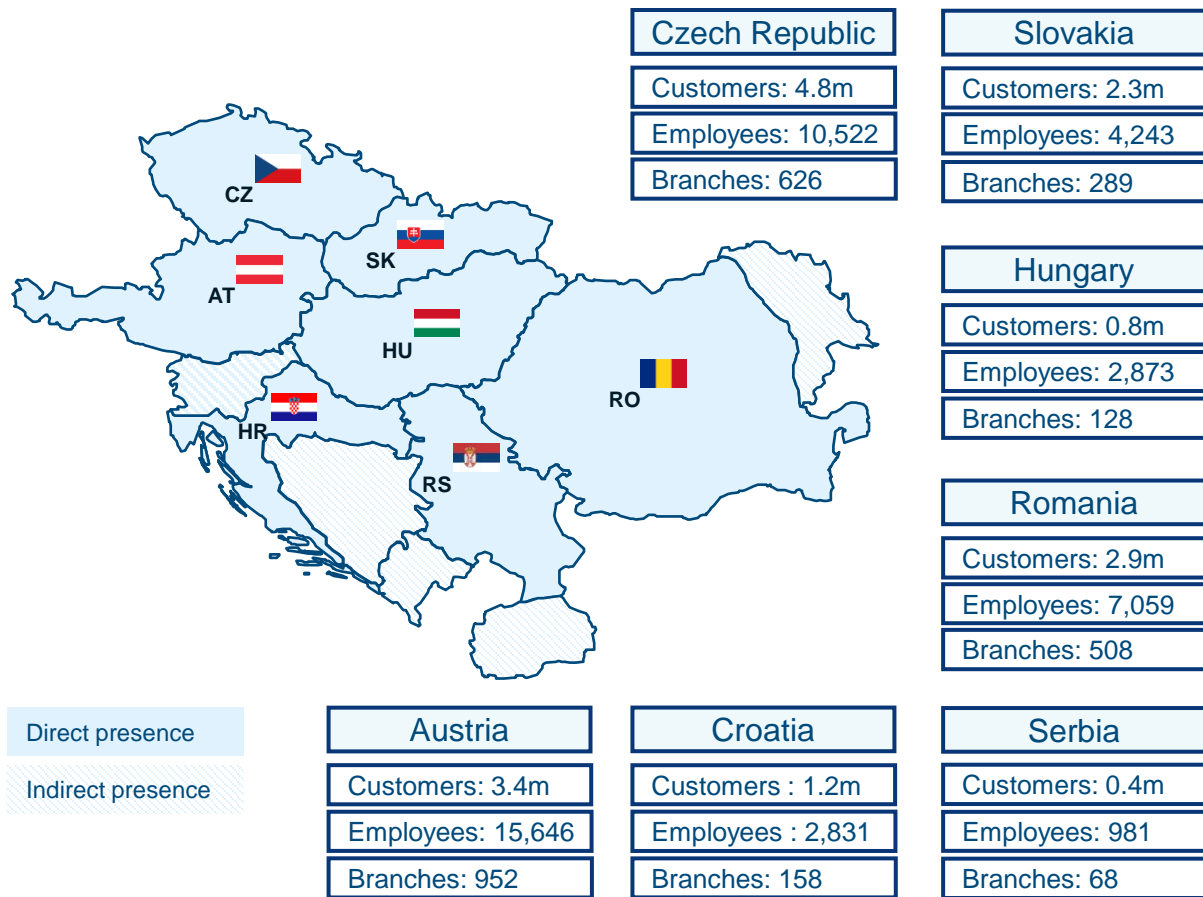 Czech Republic
Customers: 4.8m
Employees: 10,522
Branches: 626
Slovakia
Customers: 2.3m
Employees: 4,243
Branches: 289
CZ
SK
AT
HU
RO
HR
RS
Hungary
Customers: 0.8m
Employees: 2,873
Branches: 128
Romania
Customers: 2.9m
Employees: 7,059
Branches: 508
Direct presence
Indirect presence
Austria
Customers: 3.4m
Employees: 15,646
Branches: 952
Croatia
Customers : 1.2m
Employees : 2,831
Branches: 158
Serbia
Customers: 0.4m
Employees: 981
Branches: 68